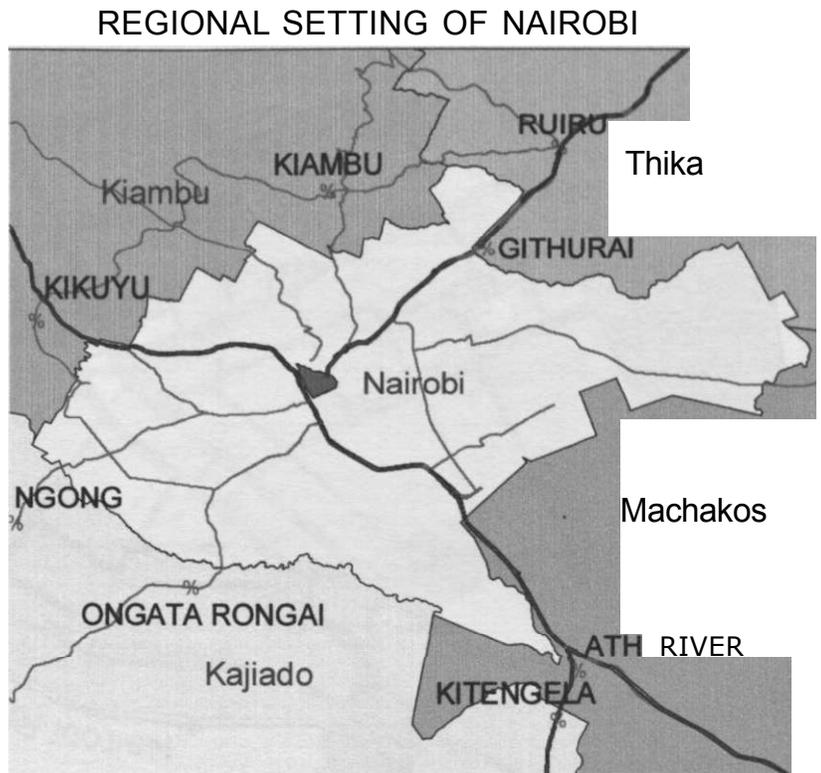 REGIONAL SETTING OF NAIROBI
RUIRU
Thika
KIAMBU
Kiambu
GITHURAI
KIKUYU
Nairobi
NGONG
Machakos
ONGATA RONGAI
ATH RIVER
Kajiado
KITENGELA